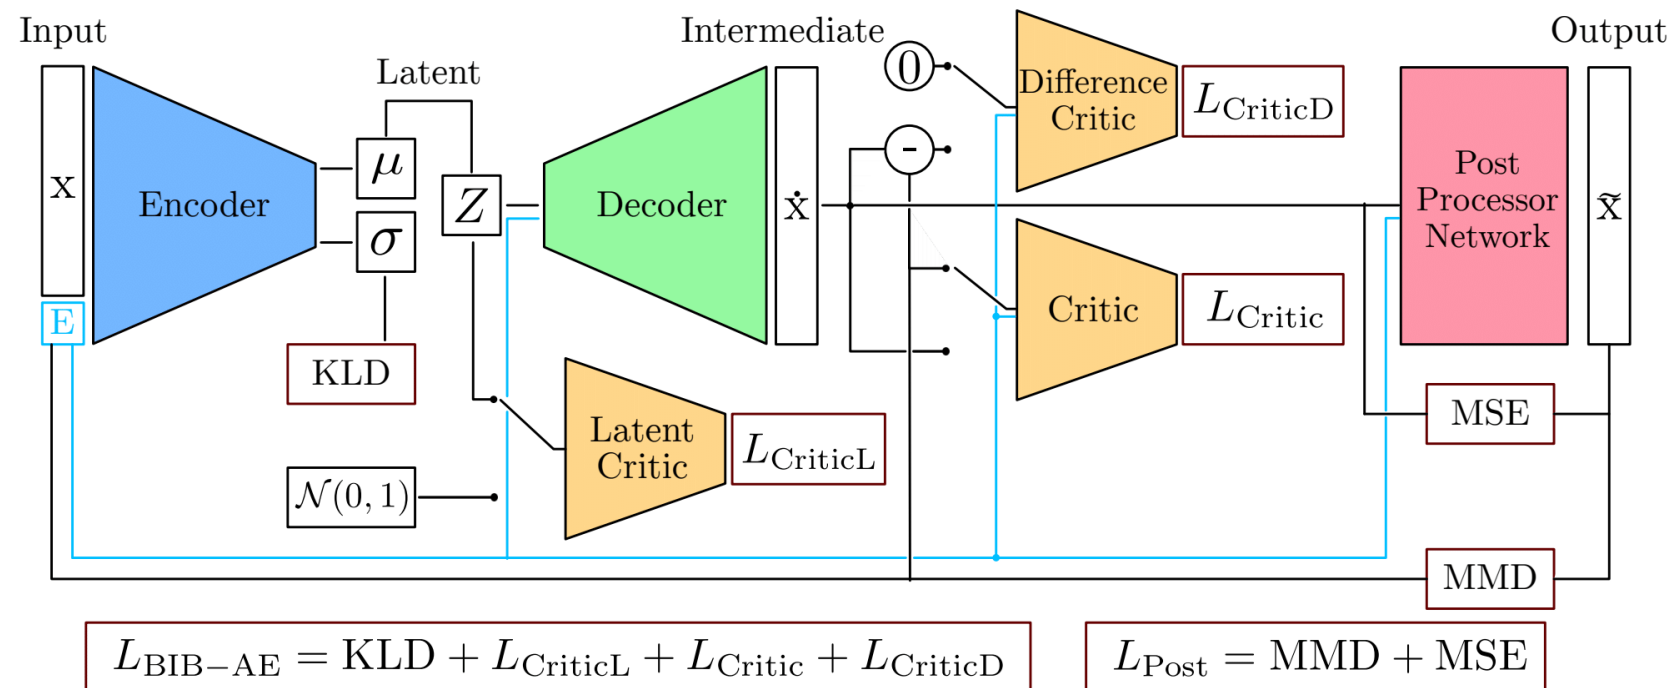 Input
x
E
Encoder
Latent
μ
σ
KLD
𝒩(0, 1)
Z
Decoder
Latent
Critic
L_CriticL
Intermediate
ẋ
0
-
Difference
Critic
L_CriticD
Critic
L_Critic
Post
Processor
Network
Output
x̃
MSE
MMD
L_BIB−AE = KLD + L_CriticL + L_Critic + L_CriticD
L_Post = MMD + MSE